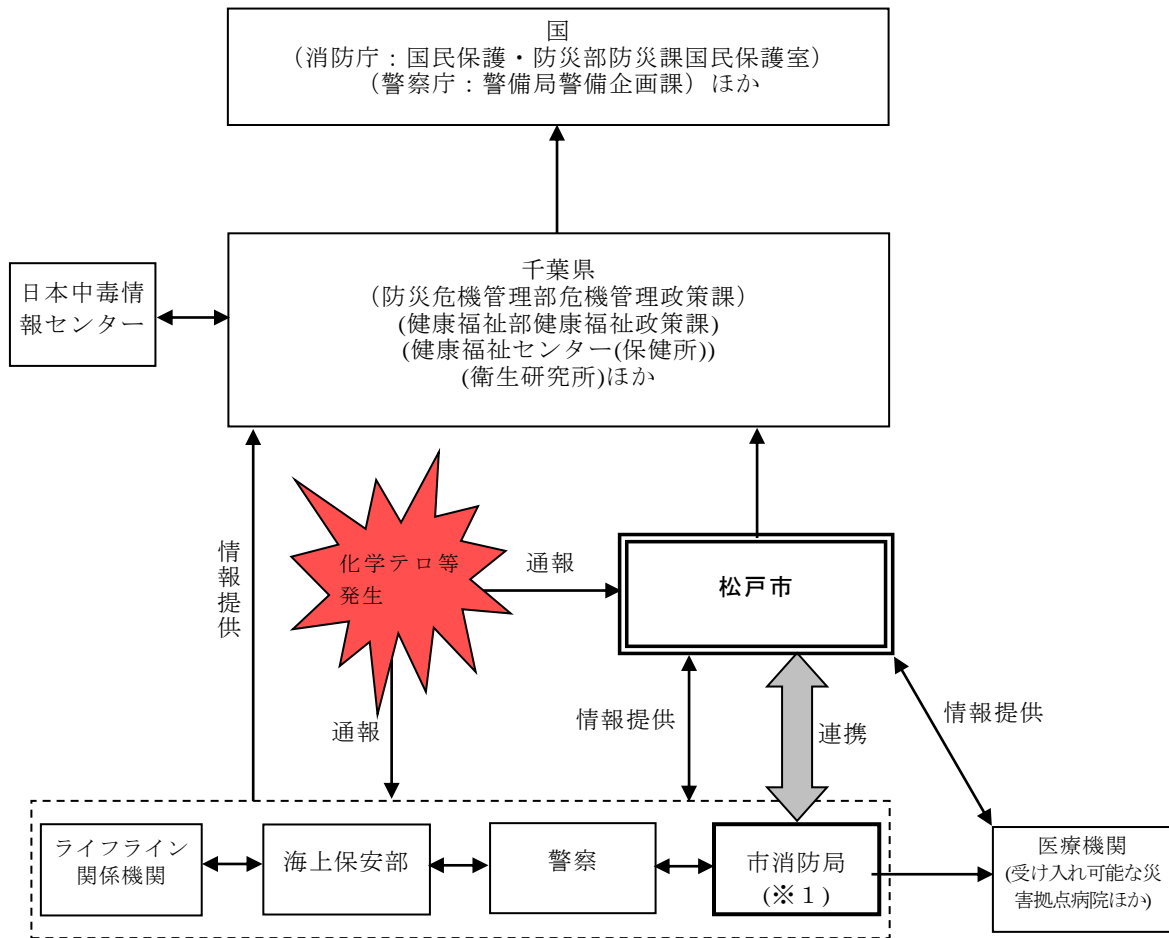 国
（消防庁：国民保護・防災部防災課国民保護室）
（警察庁：警備局警備企画課）ほか
千葉県
（防災危機管理部危機管理政策課）
(健康福祉部健康福祉政策課)
(健康福祉センター(保健所))
(衛生研究所)ほか
日本中毒情
報センター
情報提供
化学テロ等
発生
通報
松戸市
通報
情報提供
連携
情報提供
ライフライン
関係機関
海上保安部
警察
市消防局
(※１)
医療機関
(受け入れ可能な災
害拠点病院ほか)